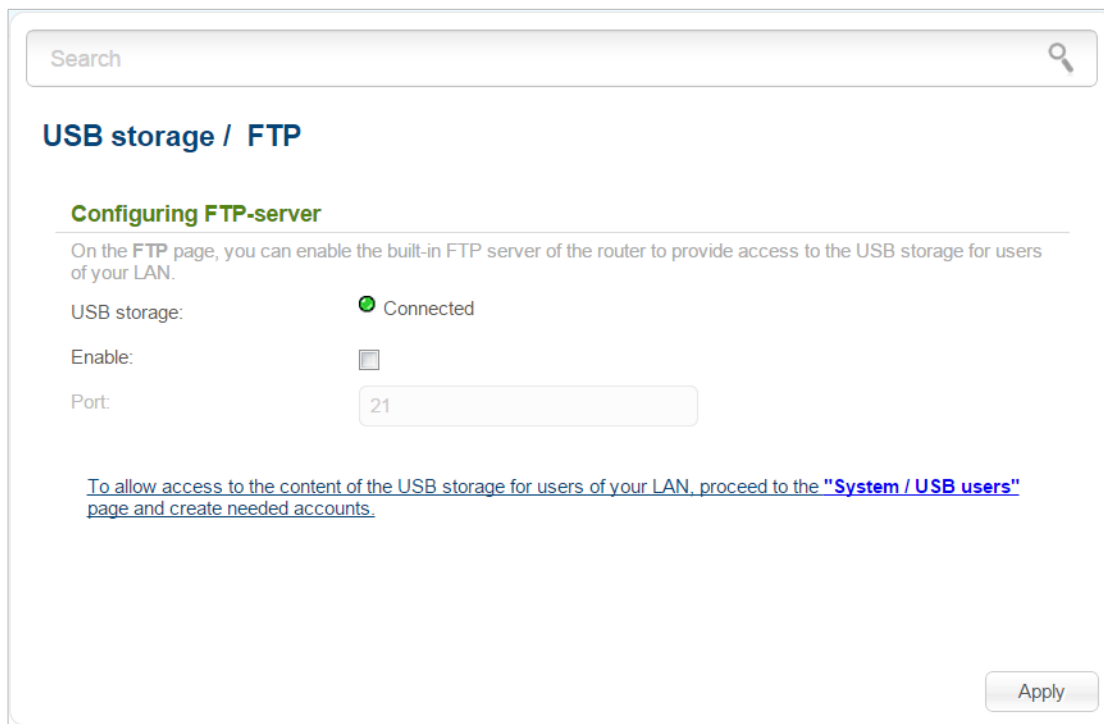 Search
USB storage / FTP
Configuring FTP-server
On the FTP page, you can enable the built-in FTP server of the router to provide access to the USB storage for users
of your LAN.
USB storage: Connected
Enable:
Port: 21
To allow access to the content of the USB storage for users of your LAN, proceed to the "System / USB users"
page and create needed accounts.
Apply